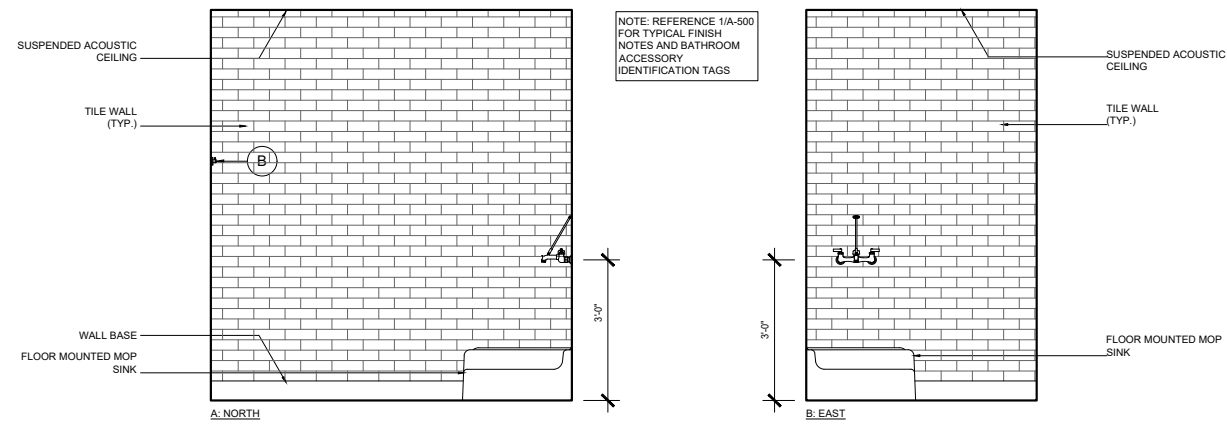 SUSPENDED ACOUSTIC
CEILING
TILE WALL
(TYP.)
B
WALL BASE
FLOOR MOUNTED MOP
SINK
3'-0"
A: NORTH
NOTE: REFERENCE 1/A-500
FOR TYPICAL FINISH
NOTES AND BATHROOM
ACCESSORY
IDENTIFICATION TAGS
SUSPENDED ACOUSTIC
CEILING
TILE WALL
(TYP.)
3'-0"
FLOOR MOUNTED MOP
SINK
B: EAST